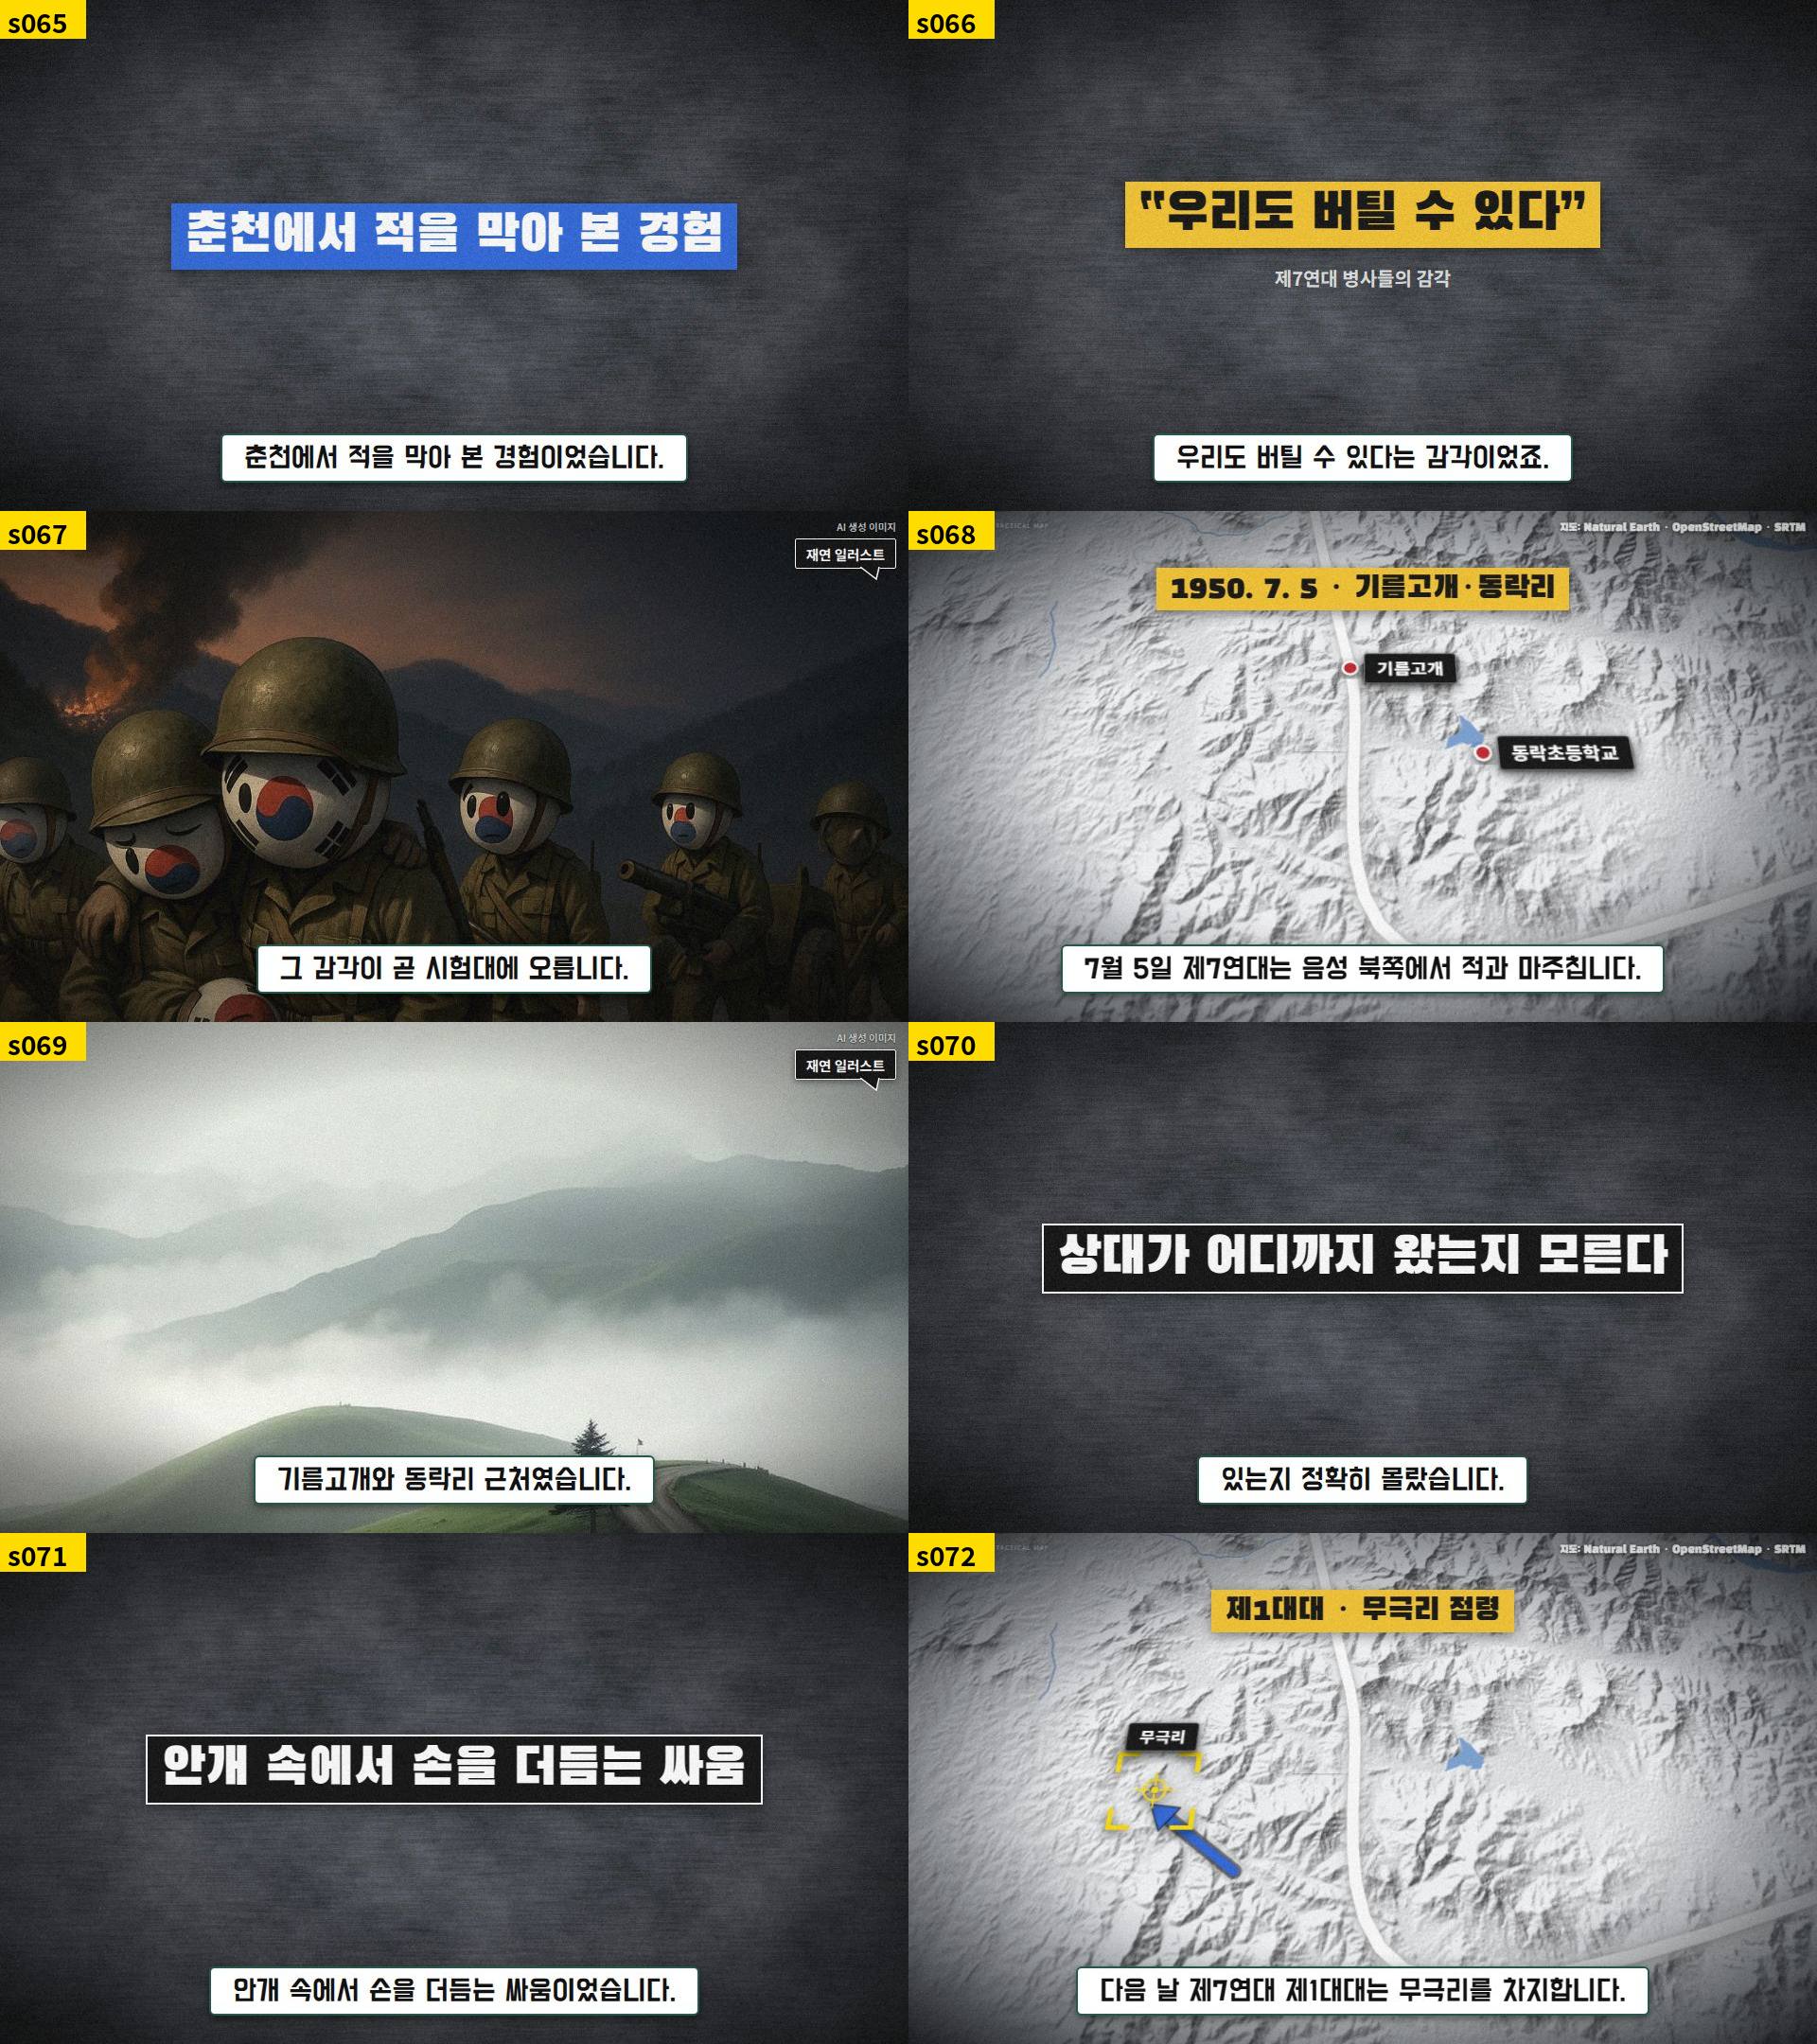 s065
춘천에서 적을 막아 본 경험
춘천에서 적을 막아 본 경험이었습니다.
s066
"우리도 버틸 수 있다"
제7연대 병사들의 감각
우리도 버틸 수 있다는 감각이었죠.
s067
AI 생성 이미지
재연 일러스트
그 감각이 곧 시험대에 오릅니다.
s068
TACTICAL MAP
지도: Natural Earth · OpenStreetMap · SRTM
1950. 7. 5 · 기름고개·동락리
기름고개
동락초등학교
7월 5일 제7연대는 음성 북쪽에서 적과 마주칩니다.
s069
AI 생성 이미지
재연 일러스트
기름고개와 동락리 근처였습니다.
s070
상대가 어디까지 왔는지 모른다
있는지 정확히 몰랐습니다.
s071
안개 속에서 손을 더듬는 싸움
안개 속에서 손을 더듬는 싸움이었습니다.
s072
TACTICAL MAP
지도: Natural Earth · OpenStreetMap · SRTM
제1대대 · 무극리 점령
무극리
다음 날 제7연대 제1대대는 무극리를 차지합니다.